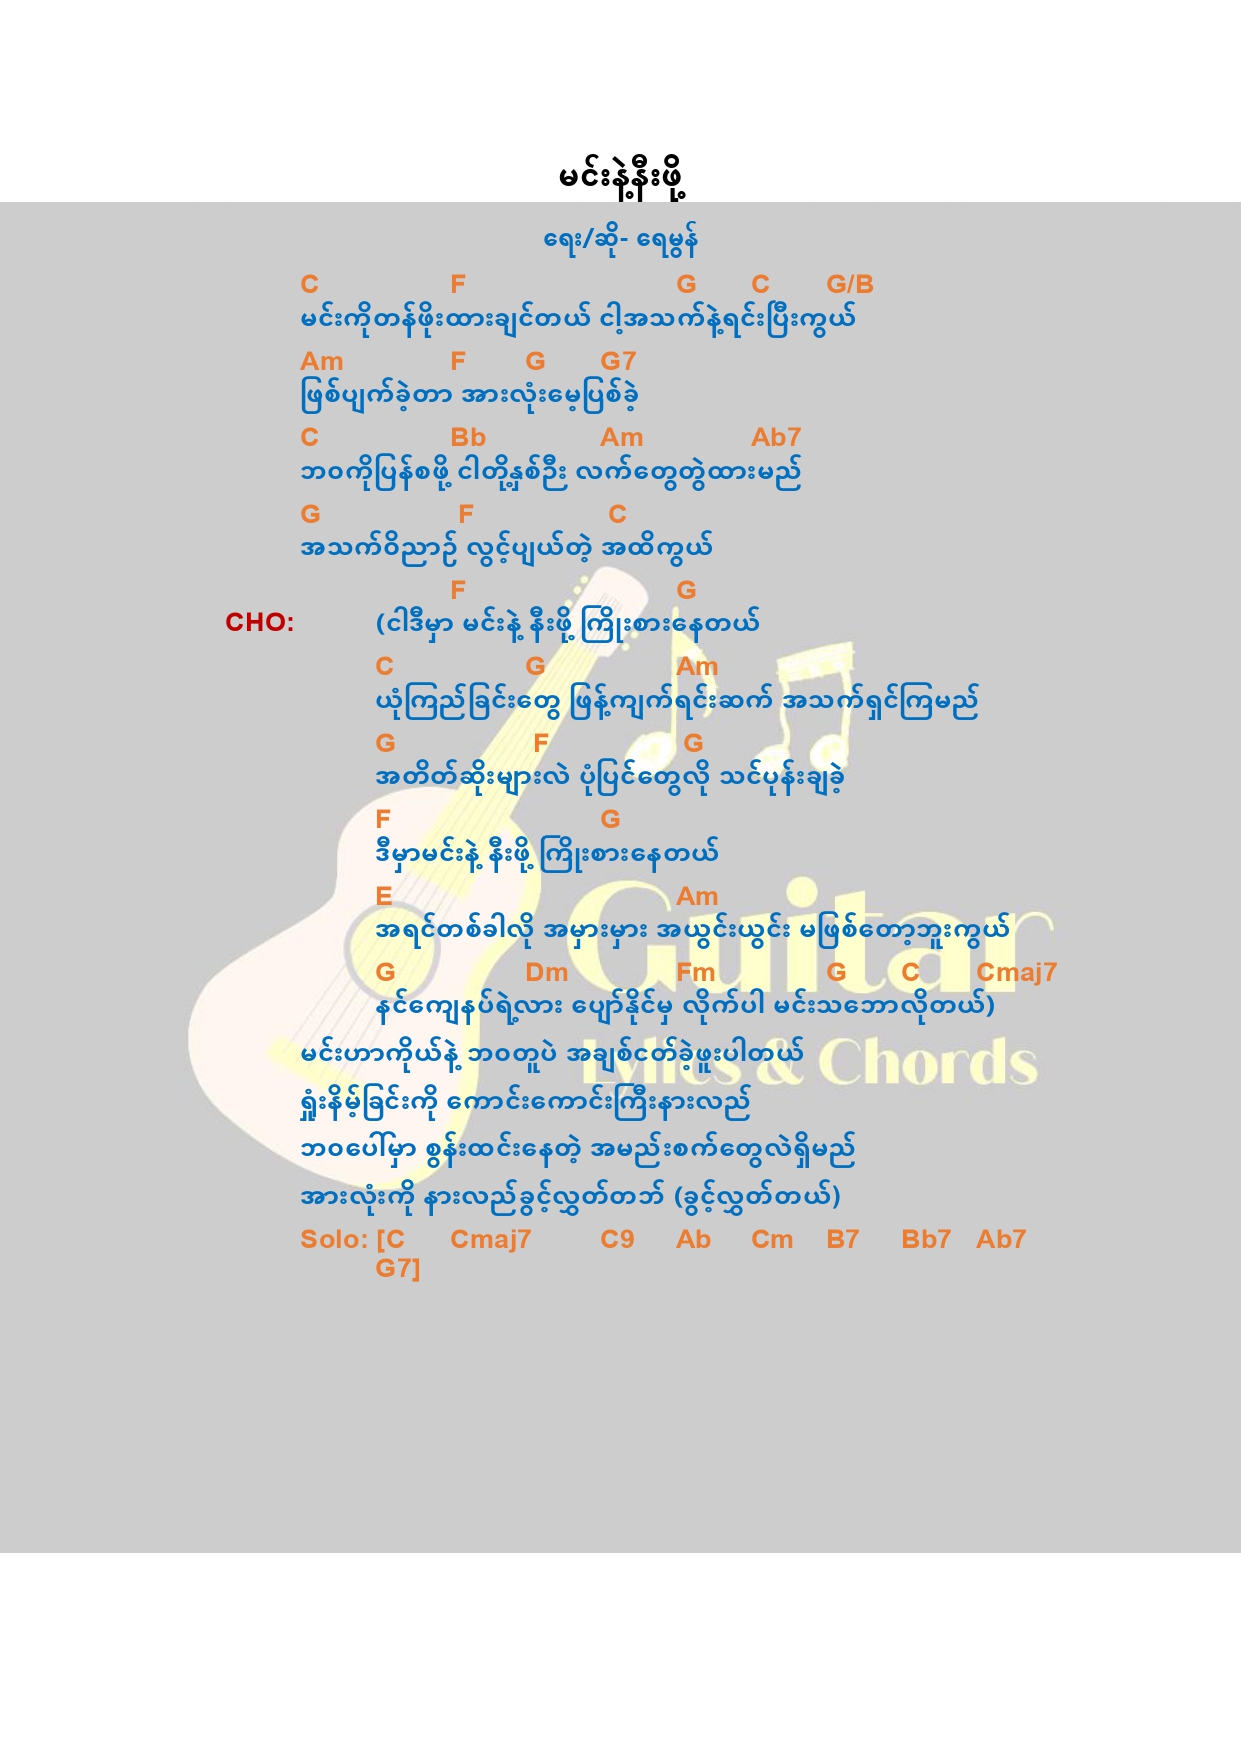 မင်းနဲ့နီးဖို့
ရေး/ဆို- ရေမွန်
C F G C G/B
မင်းကိုတန်ဖိုးထားချင်တယ် ငါ့အသက်နဲ့ရင်းပြီးကွယ်
Am F G G7
ဖြစ်ပျက်ခဲ့တာ အားလုံးမေ့ပြစ်ခဲ့
C Bb Am Ab7
ဘဝကိုပြန်စဖို့ ငါတို့နှစ်ဦး လက်တွေတွဲထားမည်
G F C
အသက်ဝိညာဉ် လွင့်ပျယ်တဲ့ အထိကွယ်
F G
CHO: (ငါဒီမှာ မင်းနဲ့ နီးဖို့ ကြိုးစားနေတယ်
C G Am
ယုံကြည်ခြင်းတွေ ဖြန့်ကျက်ရင်းဆက် အသက်ရှင်ကြမည်
G F G
အတိတ်ဆိုးများလဲ ပုံပြင်တွေလို သင်ပုန်းချခဲ့
F G
ဒီမှာမင်းနဲ့ နီးဖို့ ကြိုးစားနေတယ်
E Am
အရင်တစ်ခါလို အမှားမှား အယွင်းယွင်း မဖြစ်တော့ဘူးကွယ်
G Dm Fm G C Cmaj7
နင်ကျေနပ်ရဲ့လား ပျော်နိုင်မှ လိုက်ပါ မင်းသဘောလိုတယ်)
မင်းဟာကိုယ်နဲ့ ဘဝတူပဲ အချစ်ငတ်ခဲ့ဖူးပါတယ်
ရှုံးနိမ့်ခြင်းကို ကောင်းကောင်းကြီးနားလည်
ဘဝပေါ်မှာ စွန်းထင်းနေတဲ့ အမည်းစက်တွေလဲရှိမည်
အားလုံးကို နားလည်ခွင့်လွှတ်တဘ် (ခွင့်လွှတ်တယ်)
Solo: [C Cmaj7 C9 Ab Cm B7 Bb7 Ab7
G7]
Guitar
Lyrics & Chords